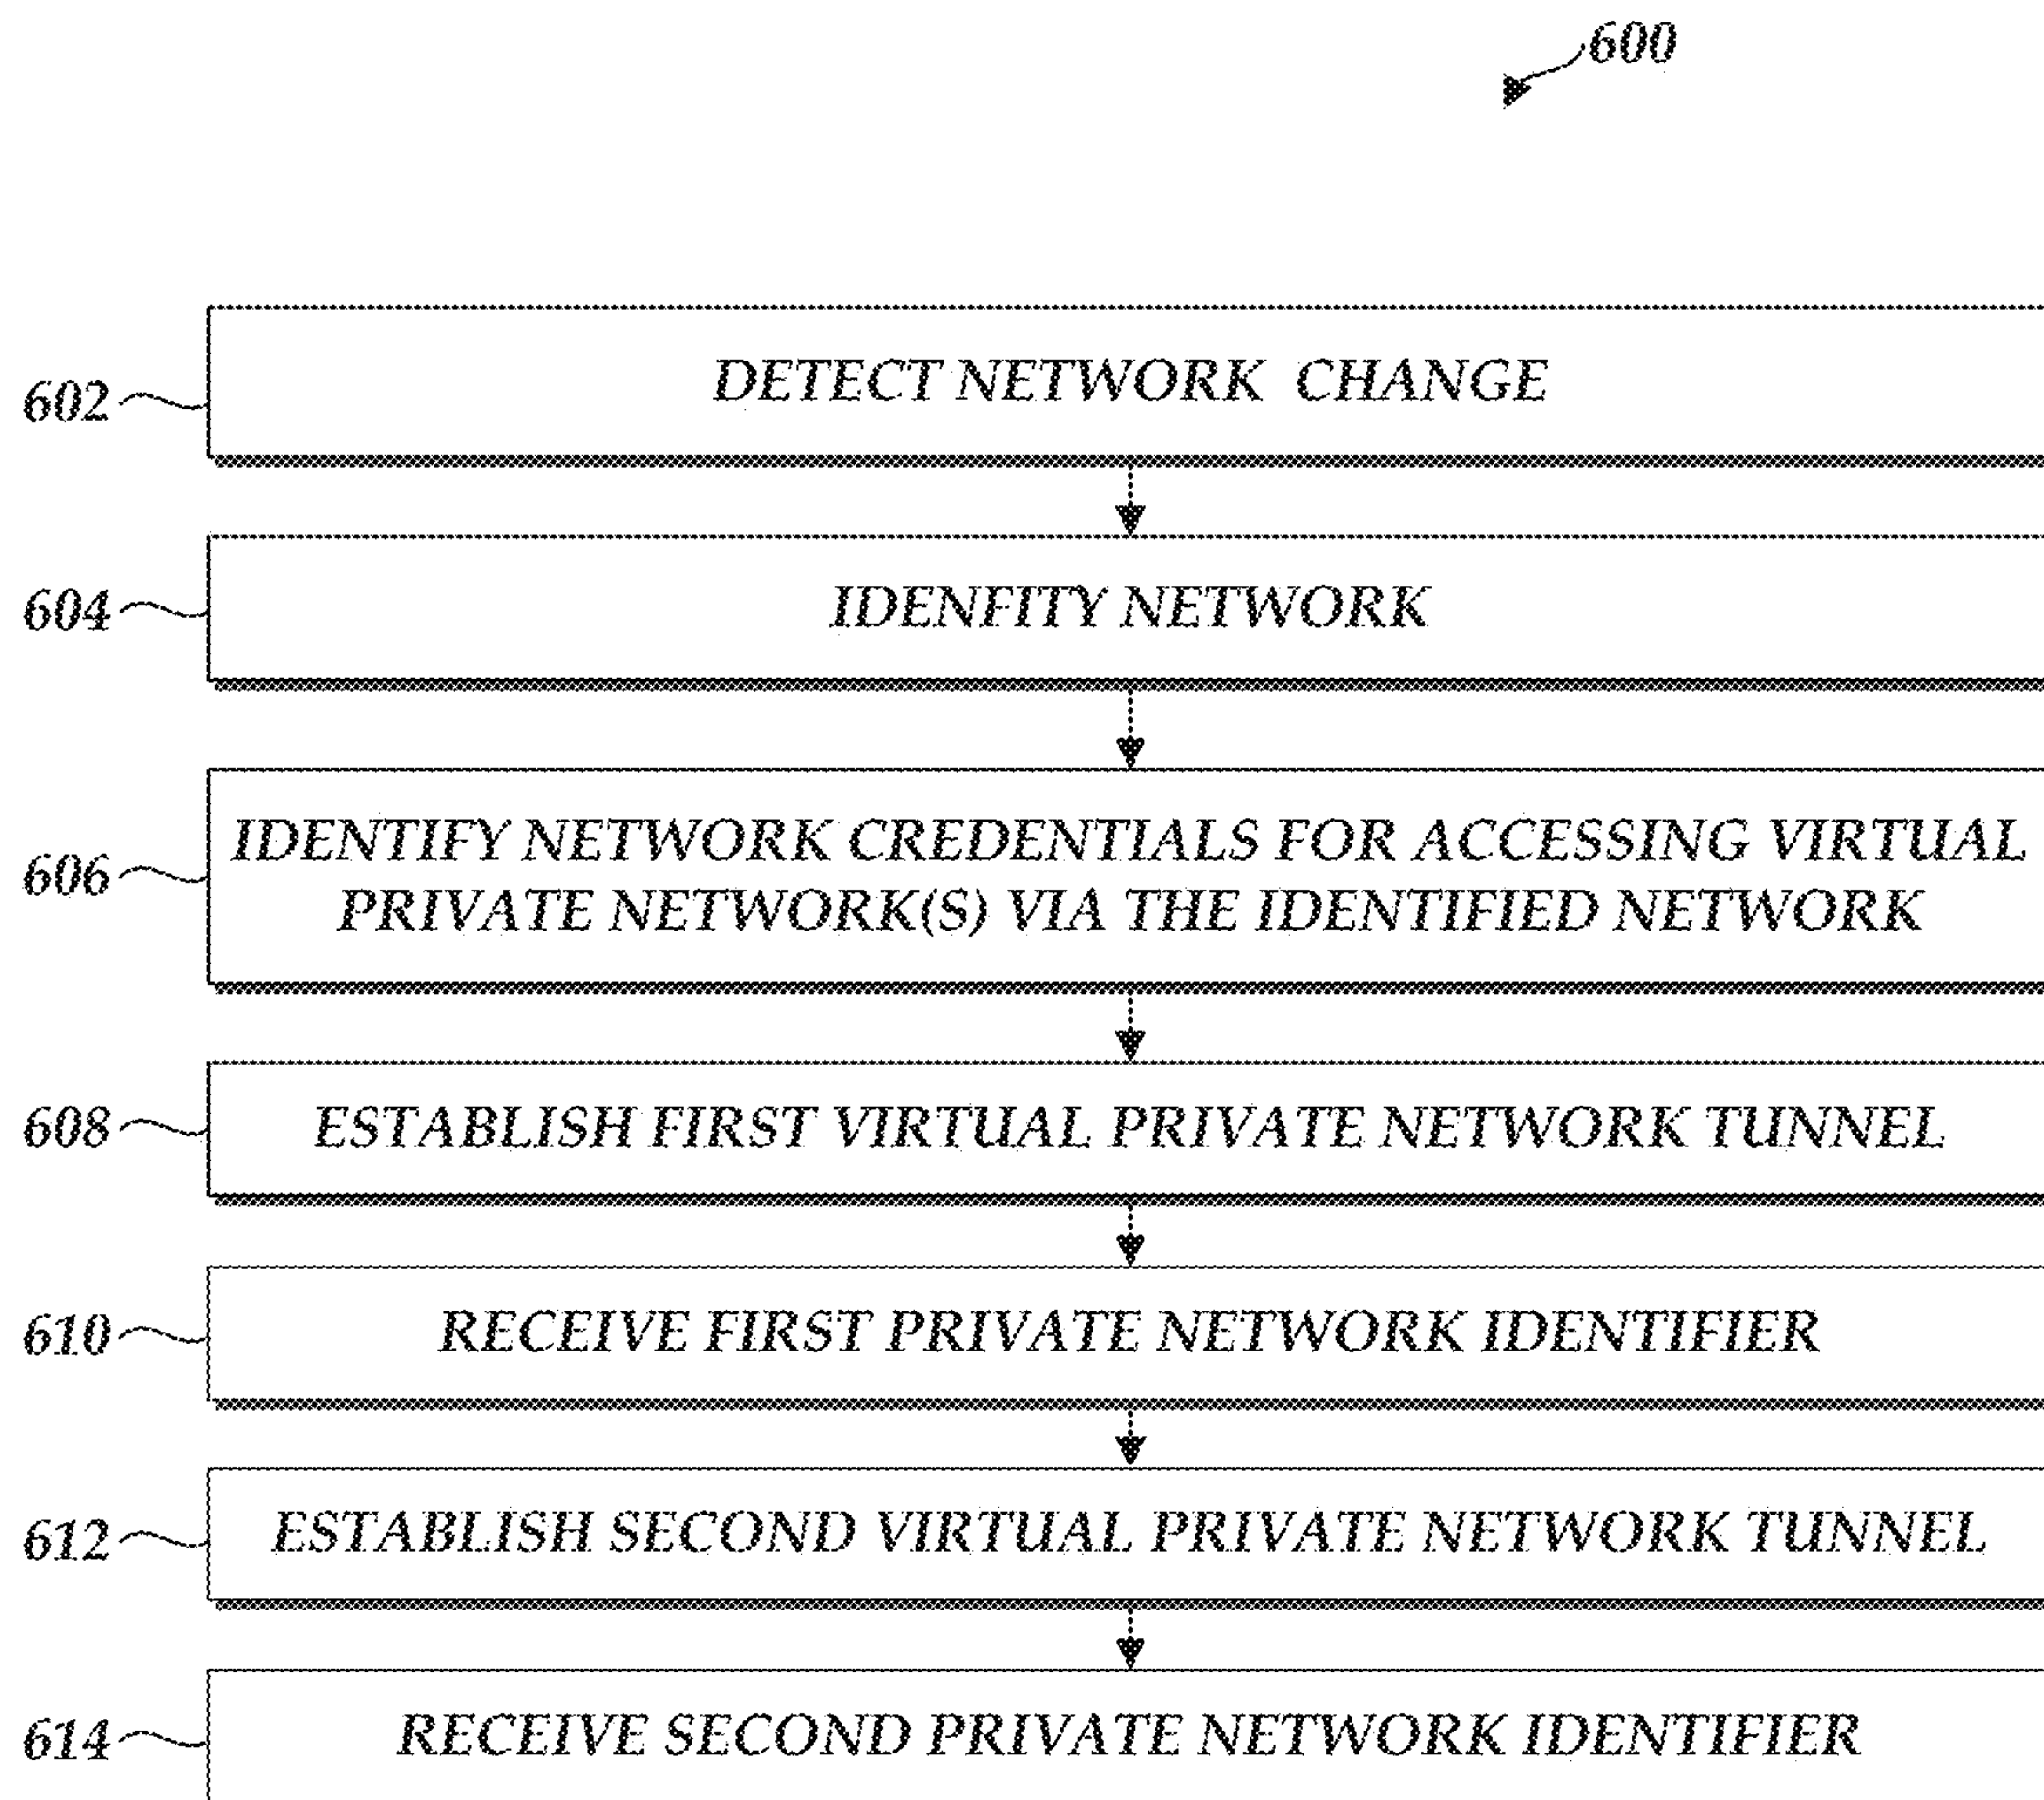 600
602
DETECT NETWORK CHANGE
604
IDENFITY NETWORK
606
IDENTIFY NETWORK CREDENTIALS FOR ACCESSING VIRTUAL
PRIVATE NETWORK(S) VIA THE IDENTIFIED NETWORK
608
ESTABLISH FIRST VIRTUAL PRIVATE NETWORK TUNNEL
610
RECEIVE FIRST PRIVATE NETWORK IDENTIFIER
612
ESTABLISH SECOND VIRTUAL PRIVATE NETWORK TUNNEL
614
RECEIVE SECOND PRIVATE NETWORK IDENTIFIER